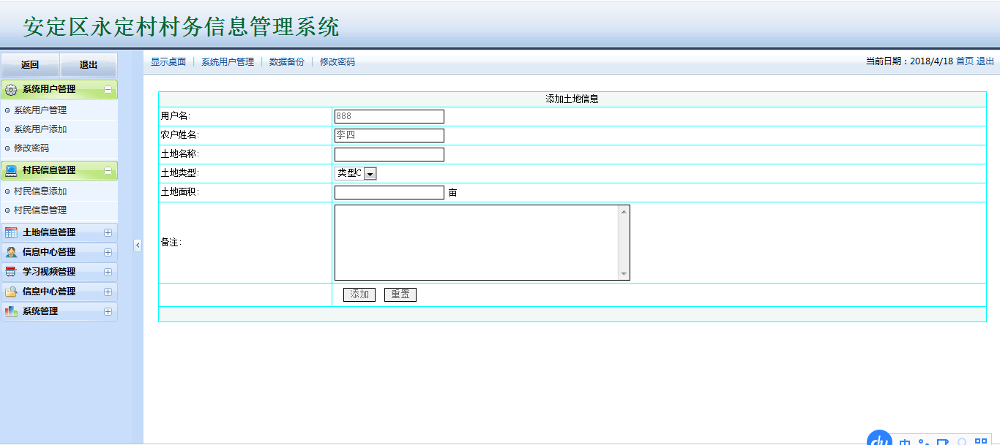 安定区永定村村务信息管理系统
返回 退出
显示桌面 系统用户管理 数据备份 修改密码 当前日期：2018/4/18 首页 退出
系统用户管理
系统用户管理
系统用户添加
修改密码
村民信息管理
村民信息添加
村民信息管理
土地信息管理
信息中心管理
学习视频管理
信息中心管理
系统管理
添加土地信息
用户名: 888
农户姓名: 李四
土地名称:
土地类型: 类型C
土地面积: 亩
备注:
添加 重置
du 中